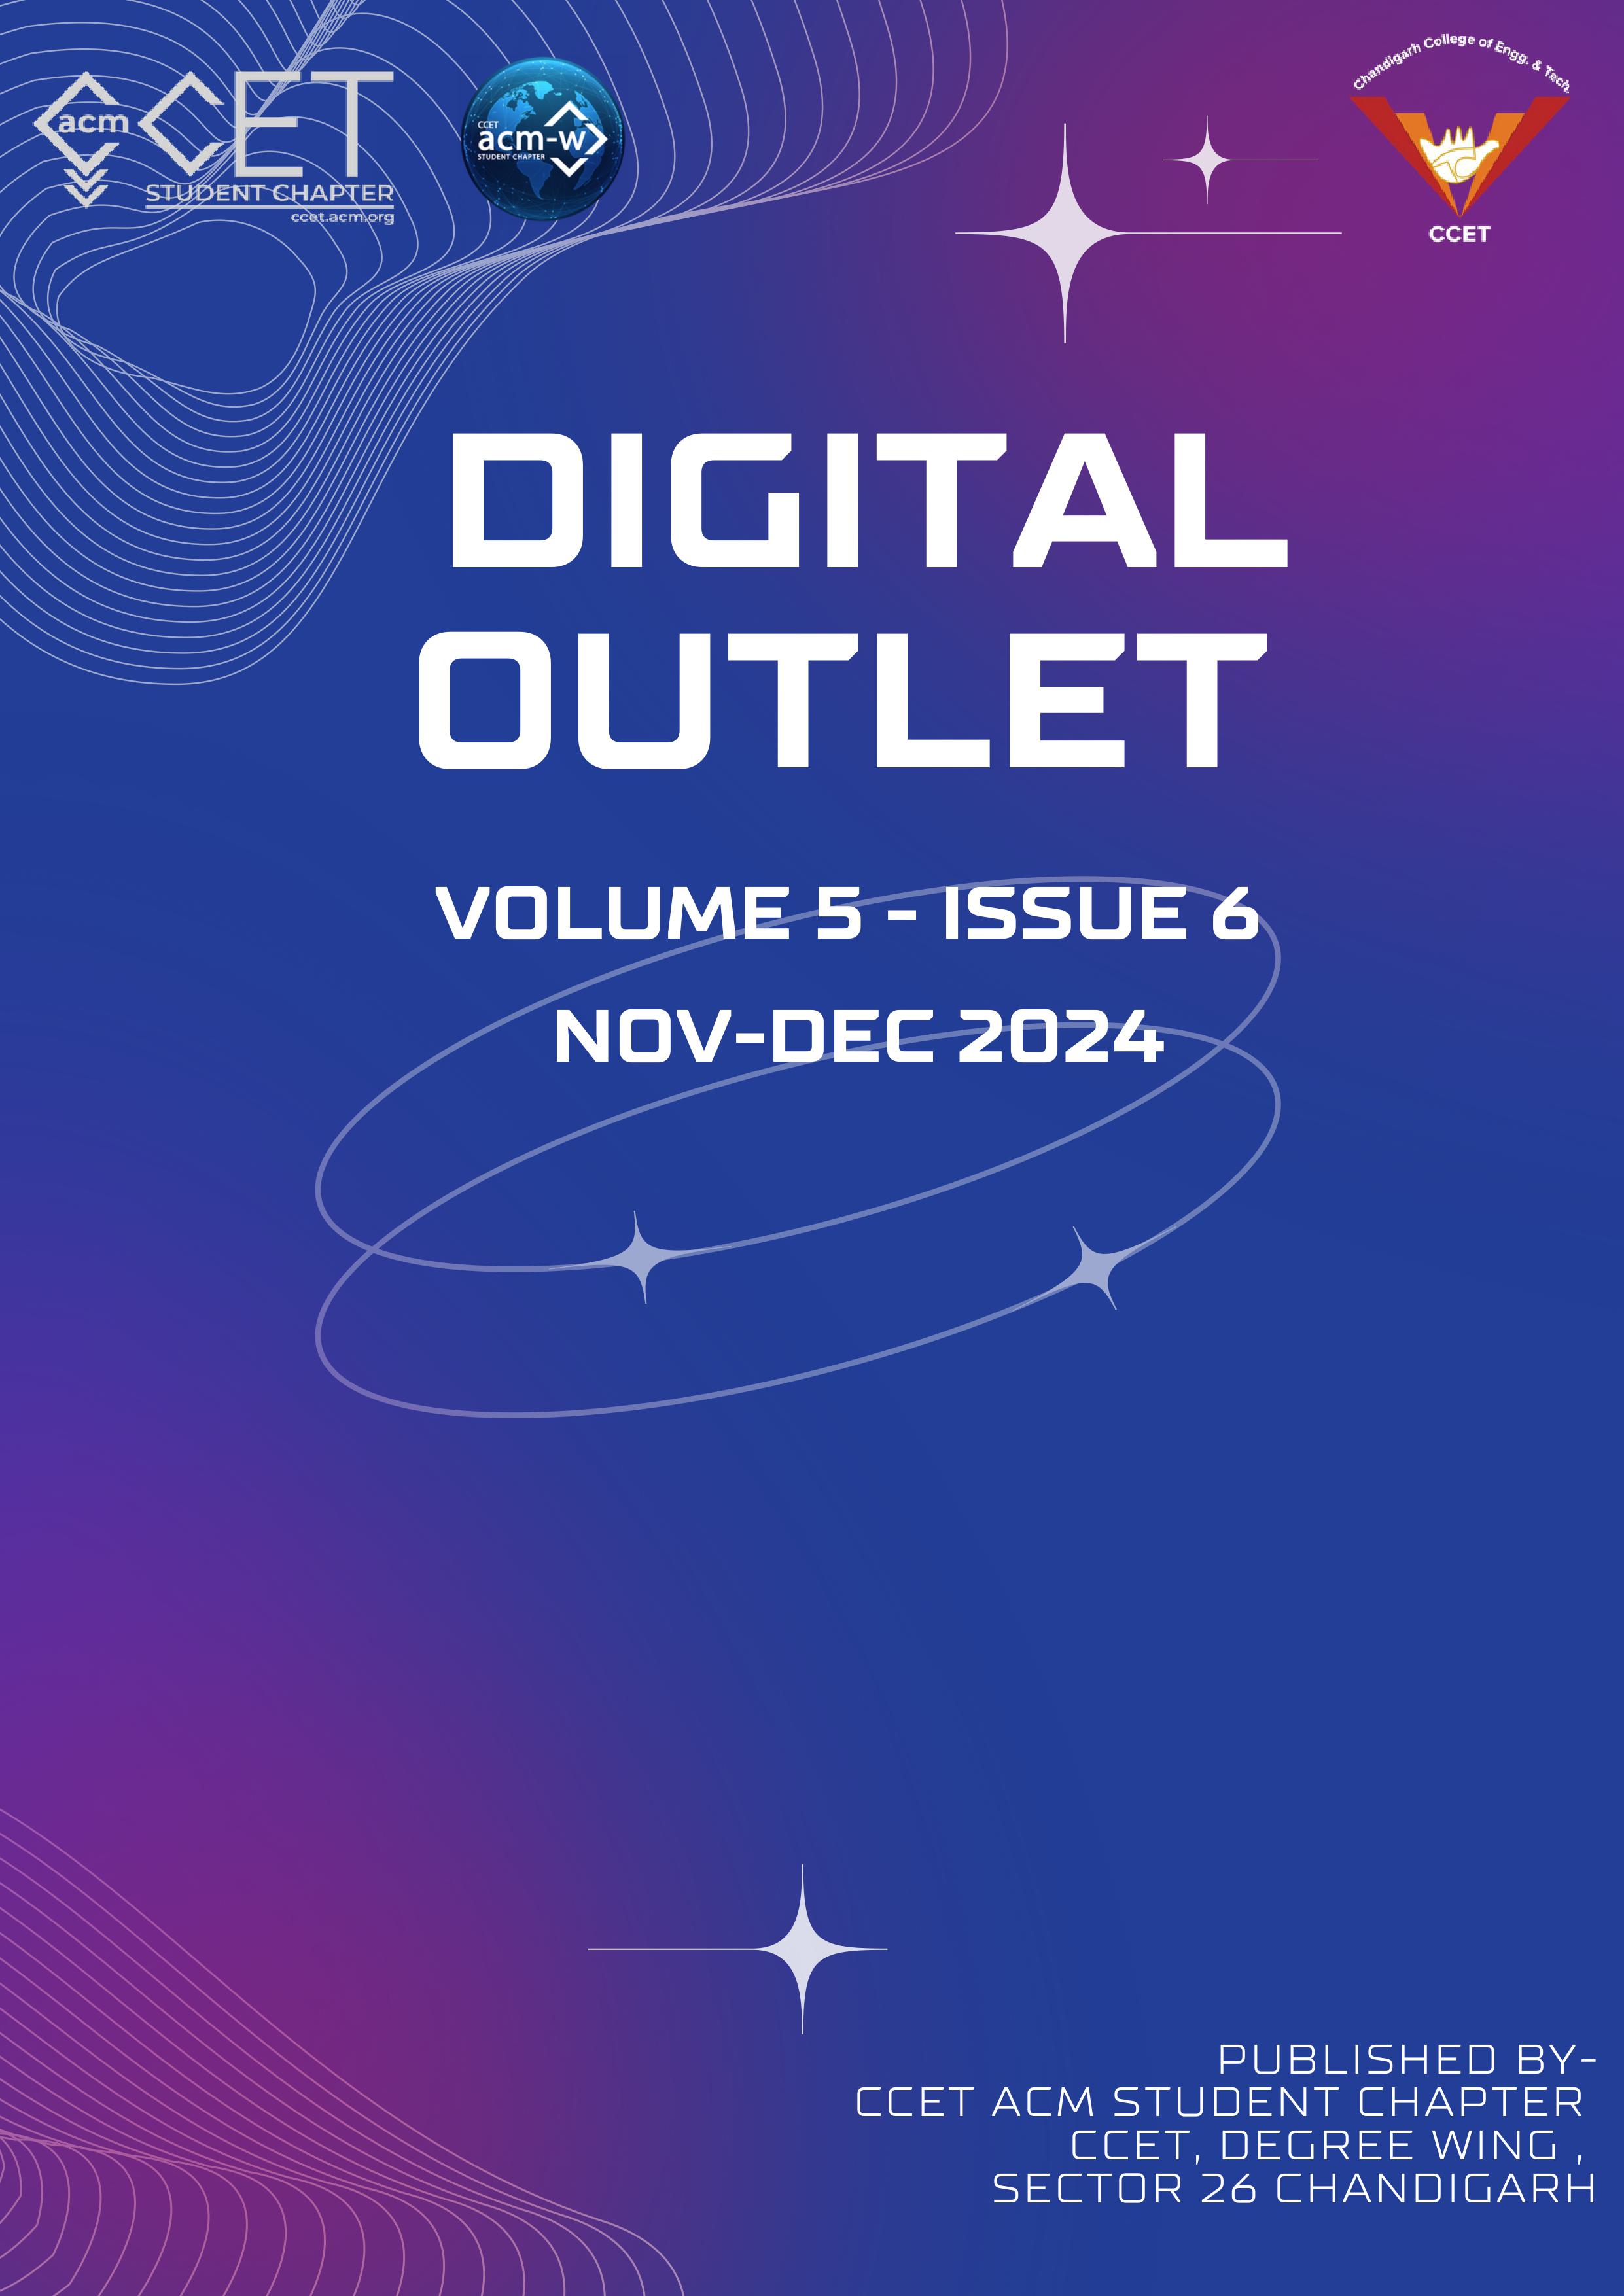 acm CCET
STUDENT CHAPTER
ccet.acm.org
CCET
acm-w
STUDENT CHAPTER
Chandigarh College of Engg. & Tech.
CCET
DIGITAL
OUTLET
VOLUME 5 - ISSUE 6
NOV-DEC 2024
PUBLISHED BY-
CCET ACM STUDENT CHAPTER
CCET, DEGREE WING ,
SECTOR 26 CHANDIGARH